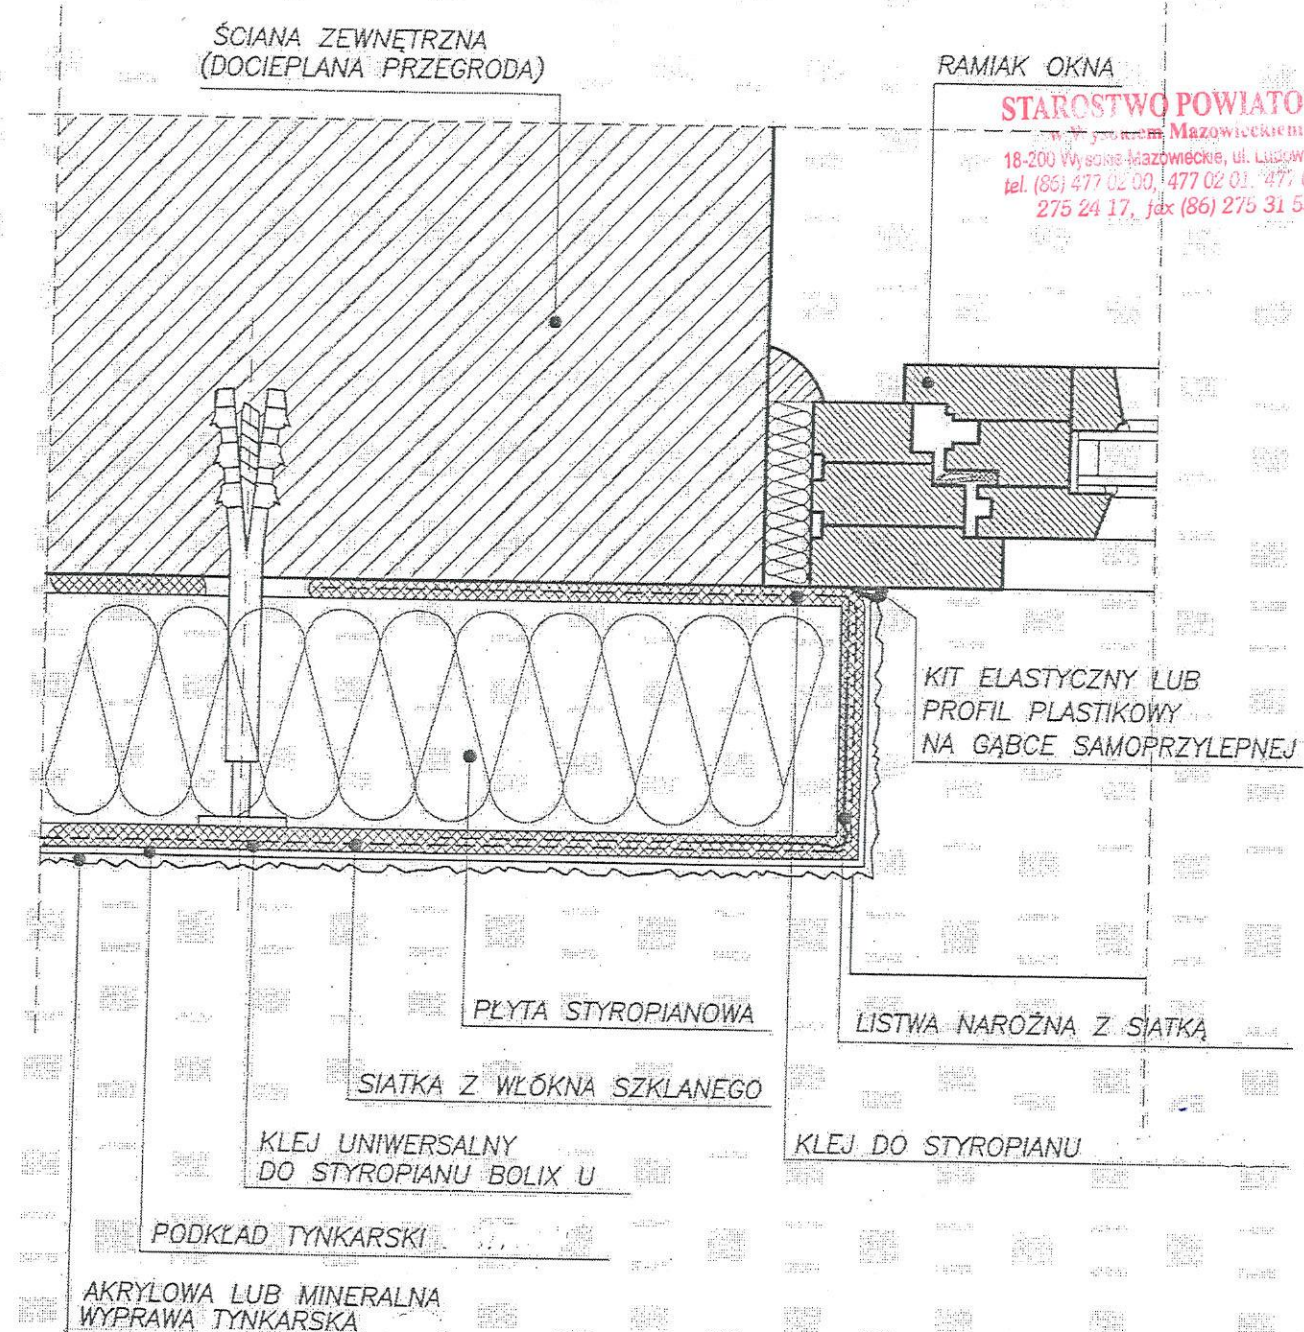 ŚCIANA ZEWNĘTRZNA
(DOCIEPLANA PRZEGRODA)
RAMIAK OKNA
STAROSTWO POWIATO
Mazowieckiem
18-200 Wysokie Mazowieckie, ul.
tel. (86) 477 02 00, 477 02 01, 477
275 24 17, fax (86) 275 31
KIT ELASTYCZNY LUB
PROFIL PLASTIKOWY
NA GĄBCE SAMOPRZYLEPNEJ
PŁYTA STYROPIANOWA
LISTWA NAROŻNA Z SIATKĄ
SIATKA Z WŁÓKNA SZKLANEGO
KLEJ UNIWERSALNY
DO STYROPIANU BOLIX U
KLEJ DO STYROPIANU
PODKŁAD TYNKARSKI
AKRYLOWA LUB MINERALNA
WYPRAWA TYNKARSKA